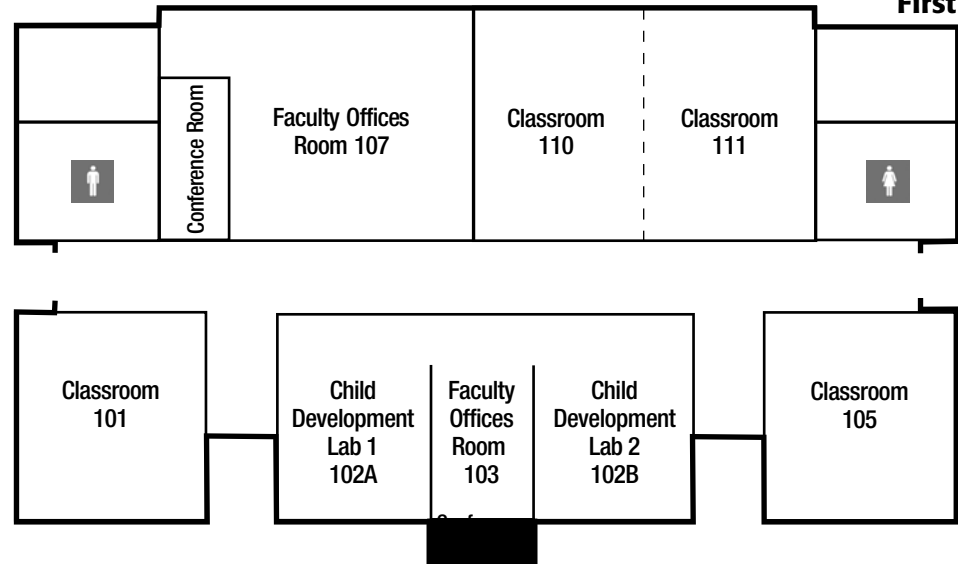 First
Conference Room
Faculty Offices
Room 107
Classroom
110
Classroom
111
Classroom
101
Child
Development
Lab 1
102A
Faculty
Offices
Room
103
Child
Development
Lab 2
102B
Classroom
105